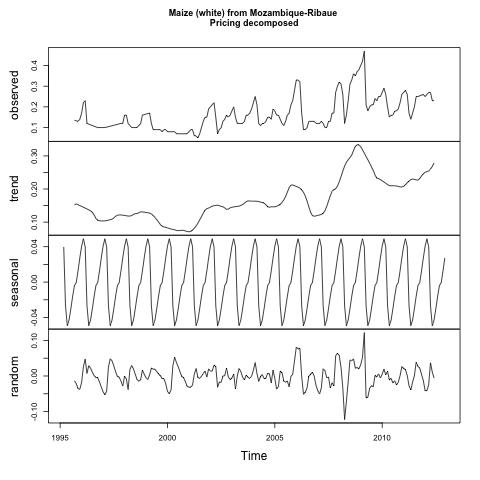 Maize (white) from Mozambique-Ribaue
Pricing decomposed
observed
0.1 0.2 0.3 0.4
trend
0.10 0.20 0.30
seasonal
-0.04 0.00 0.04
random
-0.10 0.00 0.10
1995 2000 2005 2010
Time